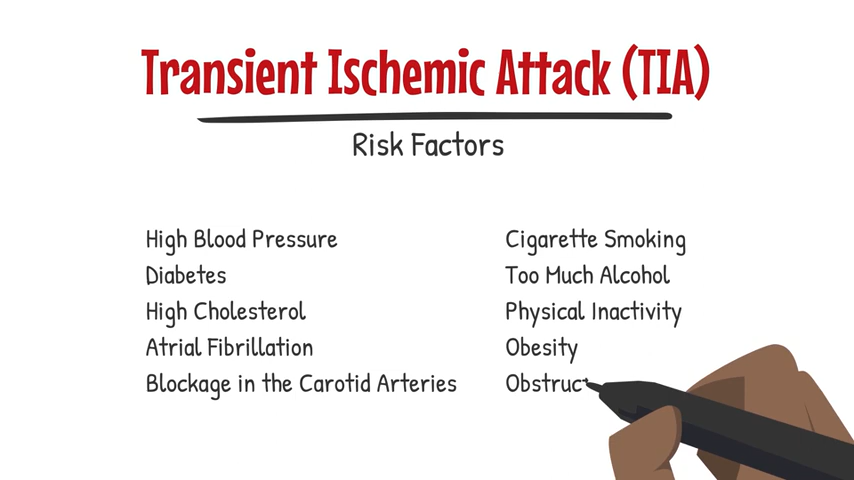 Transient Ischemic Attack (TIA)
Risk Factors
High Blood Pressure
Diabetes
High Cholesterol
Atrial Fibrillation
Blockage in the Carotid Arteries
Cigarette Smoking
Too Much Alcohol
Physical Inactivity
Obesity
Obstruc